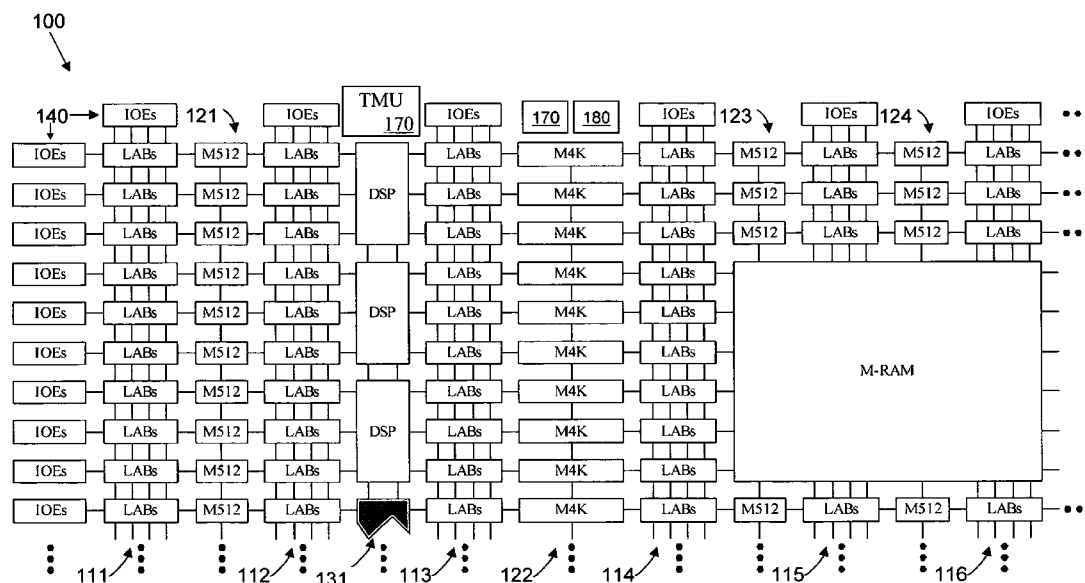 100
140 IOEs 121 IOEs TMU 170 IOEs 170 180 IOEs 123 IOEs 124 IOEs
IOEs LABs M512 LABs DSP LABs M4K LABs M512 LABs M512 LABs
IOEs LABs M512 LABs LABs M4K LABs M512 LABs M512 LABs
IOEs LABs M512 LABs LABs M4K LABs M512 LABs M512 LABs
IOEs LABs M512 LABs DSP LABs M4K LABs M-RAM
IOEs LABs M512 LABs LABs M4K LABs
IOEs LABs M512 LABs LABs M4K LABs
IOEs LABs M512 LABs DSP LABs M4K LABs
IOEs LABs M512 LABs LABs M4K LABs
IOEs LABs M512 LABs LABs M4K LABs
IOEs LABs M512 LABs LABs M4K LABs M512 LABs M512 LABs
111 112 131 113 122 114 115 116